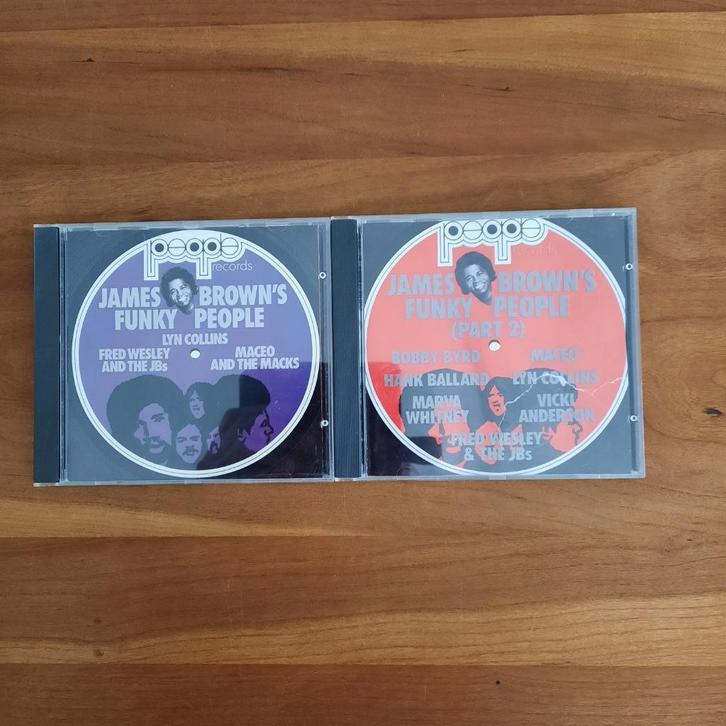 people
records
JAMES BROWN'S
FUNKY PEOPLE
LYN COLLINS
FRED WESLEY
AND THE JBs
MACEO
AND THE MACKS
people
records
JAMES BROWN'S
FUNKY PEOPLE
(PART 2)
BOBBY BYRD
MACEO
HANK BALLARD
LYN COLLINS
MARVA
WHITNEY
VICKI
ANDERSON
FRED WESLEY
& THE JBs